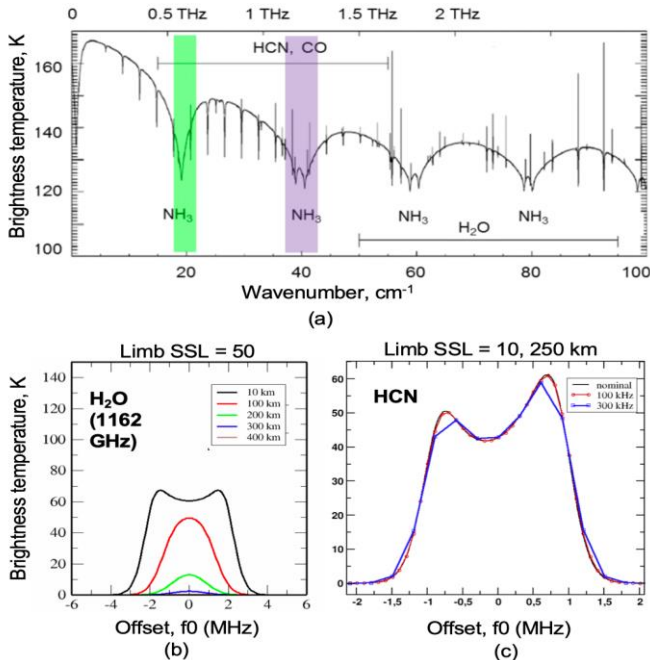 0 0.5 THz 1 THz 1.5 THz 2 THz
Brightness temperature, K
160
140
120
100
HCN, CO
NH₃ NH₃ NH₃ NH₃
H₂O
20 40 60 80 100
Wavenumber, cm⁻¹
(a)
Limb SSL = 50
Brightness temperature, K
140
120
100
80
60
40
20
0
H₂O
(1162
GHz)
10 km
100 km
200 km
300 km
400 km
-6 -4 -2 0 2 4 6
Offset, f0 (MHz)
(b)
Limb SSL = 10, 250 km
60
50
40
30
20
10
0
HCN
nominal
100 kHz
300 kHz
-2 -1,5 -1 -0,5 0 0,5 1 1,5 2
Offset, f0 (MHz)
(c)